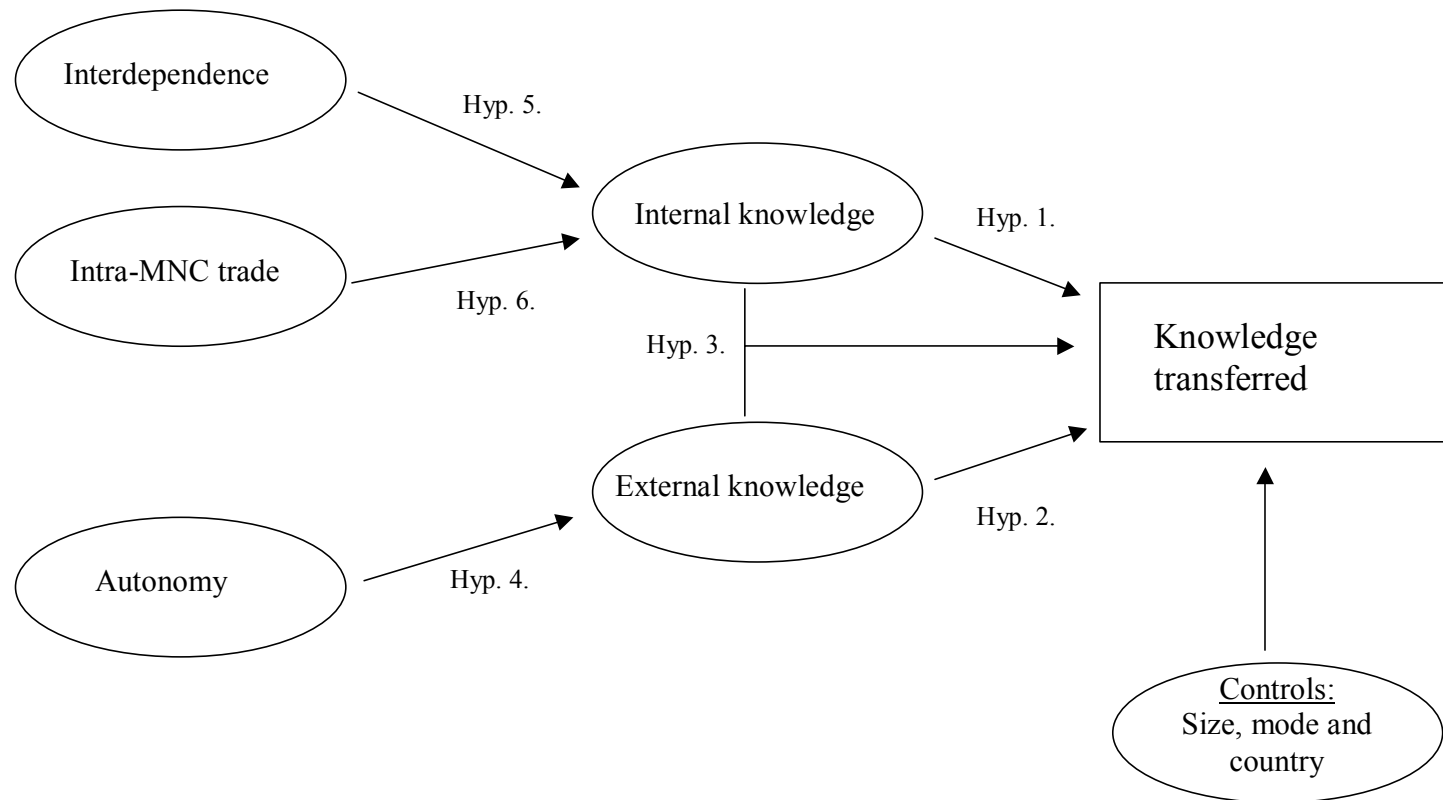 Interdependence
Hyp. 5.
Internal knowledge
Hyp. 1.
Intra-MNC trade
Hyp. 6.
Hyp. 3.
Knowledge
transferred
External knowledge
Hyp. 2.
Autonomy
Hyp. 4.
Controls:
Size, mode and
country